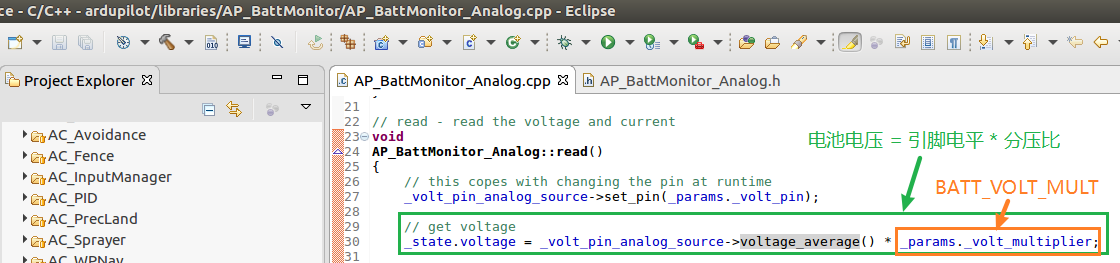 ce - C/C++ - ardupilot/libraries/AP_BattMonitor/AP_BattMonitor_Analog.cpp - Eclipse
Project Explorer
AC_Avoidance
AC_Fence
AC_InputManager
AC_PID
AC_PrecLand
AC_Sprayer
AC_WPNav
AP_BattMonitor_Analog.cpp
AP_BattMonitor_Analog.h
21 }
22 // read - read the voltage and current
23 void
24 AP_BattMonitor_Analog::read()
25 {
26 // this copes with changing the pin at runtime
27 _volt_pin_analog_source->set_pin(_params._volt_pin);
28
29 // get voltage
30 _state.voltage = _volt_pin_analog_source->voltage_average() * _params._volt_multiplier;
31
电池电压 = 引脚电平 * 分压比
BATT_VOLT_MULT